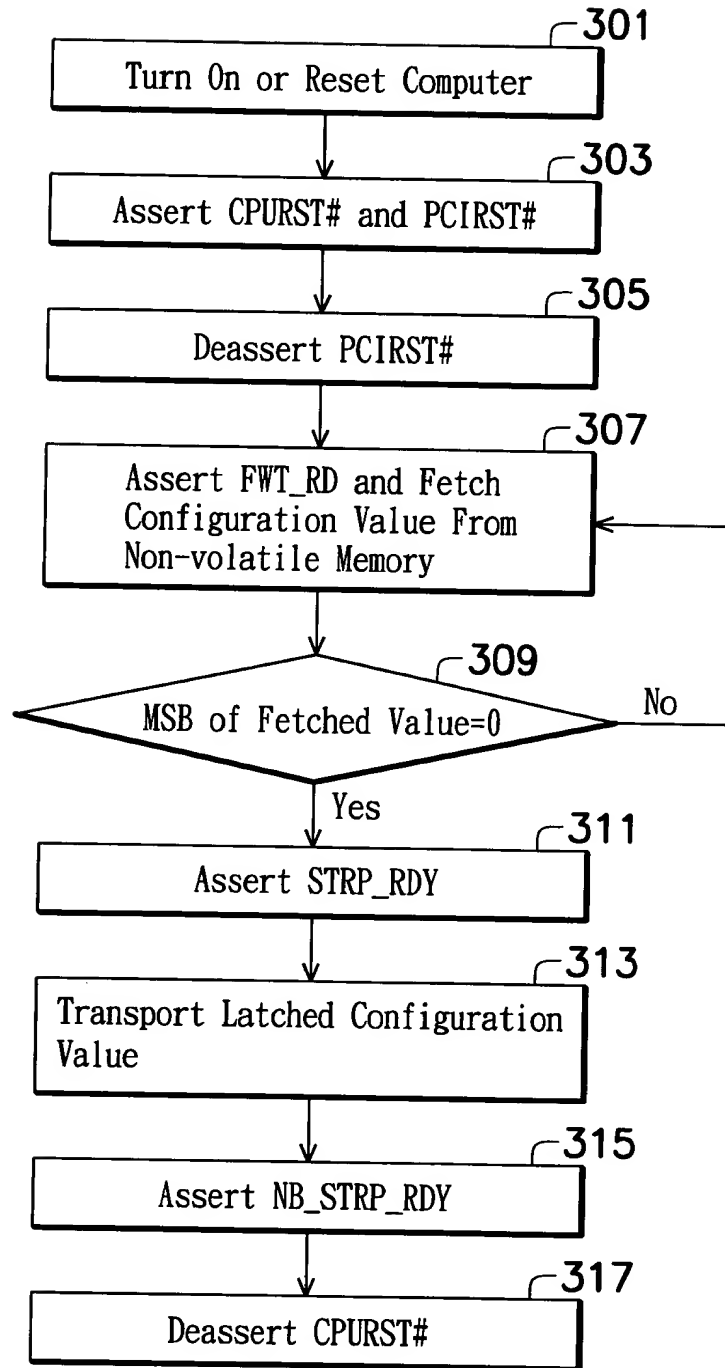 301
Turn On or Reset Computer
303
Assert CPURST# and PCIRST#
305
Deassert PCIRST#
307
Assert FWT_RD and Fetch
Configuration Value From
Non-volatile Memory
309
MSB of Fetched Value=0
No
Yes
311
Assert STRP_RDY
313
Transport Latched Configuration
Value
315
Assert NB_STRP_RDY
317
Deassert CPURST#